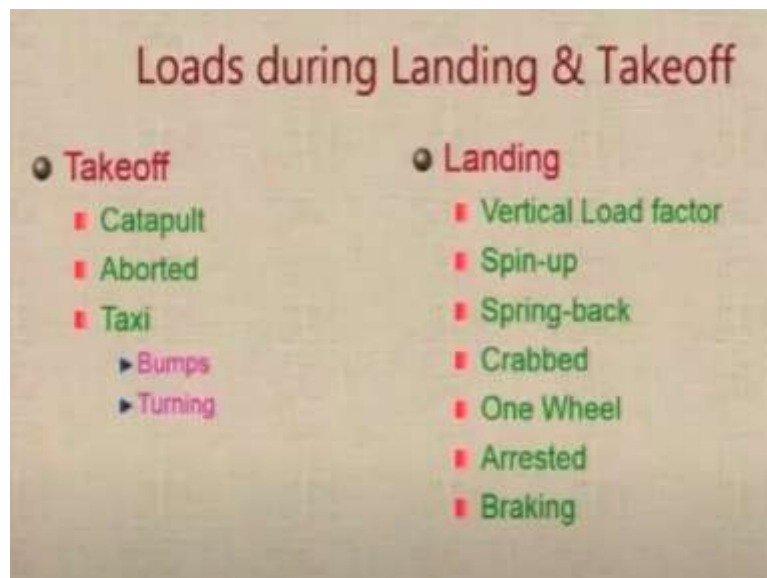 Loads during Landing & Takeoff
Takeoff
Catapult
Aborted
Taxi
Bumps
Turning
Landing
Vertical Load factor
Spin-up
Spring-back
Crabbed
One Wheel
Arrested
Braking